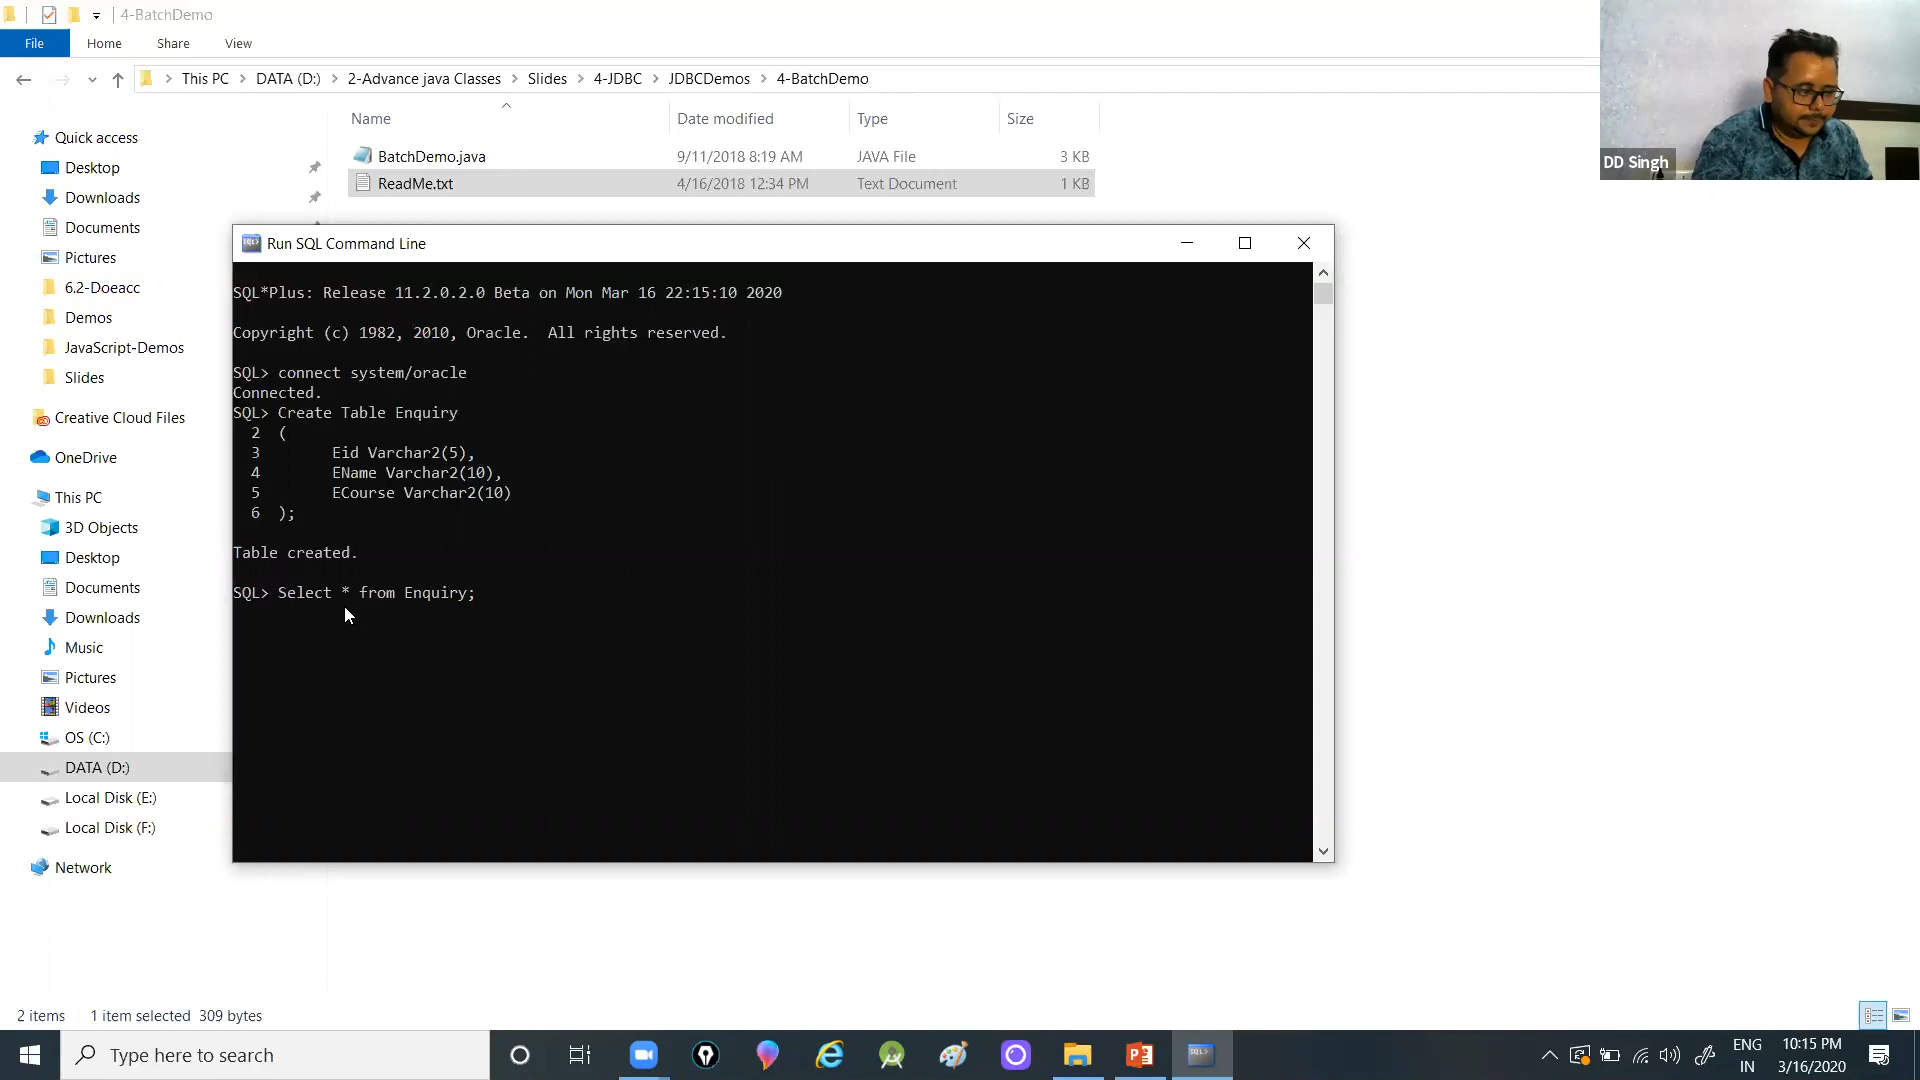 4-BatchDemo
File Home Share View
This PC DATA (D:) 2-Advance java Classes Slides 4-JDBC JDBCDemos 4-BatchDemo
DD Singh
Name Date modified Type Size
BatchDemo.java 9/11/2018 8:19 AM JAVA File 3 KB
ReadMe.txt 4/16/2018 12:34 PM Text Document 1 KB
Quick access
Desktop
Downloads
Documents
Pictures
6.2-Doeacc
Demos
JavaScript-Demos
Slides
Creative Cloud Files
OneDrive
This PC
3D Objects
Desktop
Documents
Downloads
Music
Pictures
Videos
OS (C:)
DATA (D:)
Local Disk (E:)
Local Disk (F:)
Network
Run SQL Command Line
SQL*Plus: Release 11.2.0.2.0 Beta on Mon Mar 16 22:15:10 2020
Copyright (c) 1982, 2010, Oracle.  All rights reserved.
SQL> connect system/oracle
Connected.
SQL> Create Table Enquiry
2 (
3 Eid Varchar2(5),
4 EName Varchar2(10),
5 ECourse Varchar2(10)
6 );
Table created.
SQL> Select * from Enquiry;
2 items 1 item selected 309 bytes
Type here to search
ENG 10:15 PM
IN 3/16/2020